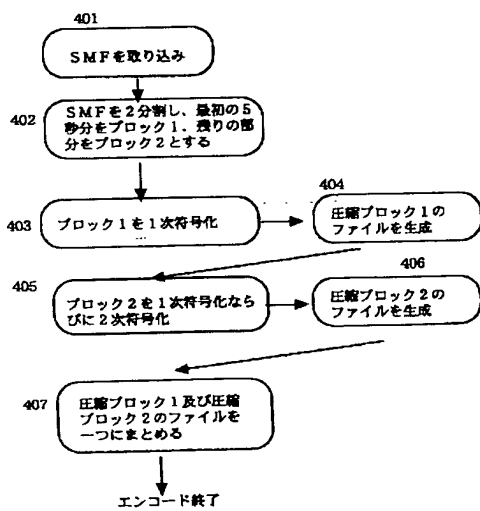 401
SMFを取り込み
402
SMFを2分割し、最初の5
秒分をブロック1、残りの部
分をブロック2とする
403
ブロック1を1次符号化
404
圧縮ブロック1の
ファイルを生成
405
ブロック2を1次符号化なら
びに2次符号化
406
圧縮ブロック2の
ファイルを生成
407
圧縮ブロック1及び圧縮
ブロック2のファイルを
一つにまとめる
エンコード終了